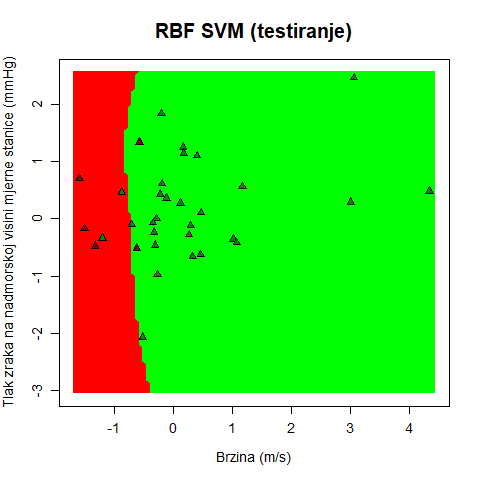 RBF SVM (testiranje)
Tlak zraka na nadmorskoj visini mjerne stanice (mmHg)
2
1
0
-1
-2
-3
-1 0 1 2 3 4
Brzina (m/s)